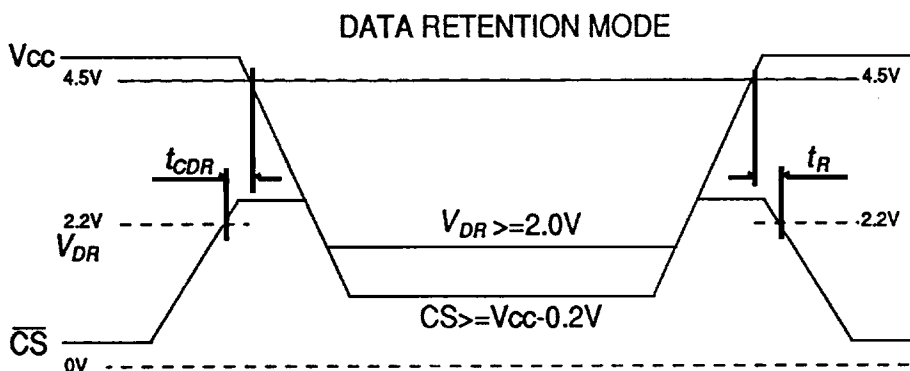 DATA RETENTION MODE
Vcc
4.5V
4.5V
tCDR
tR
2.2V
2.2V
VDR
VDR >=2.0V
CS>=Vcc-0.2V
CS
0V